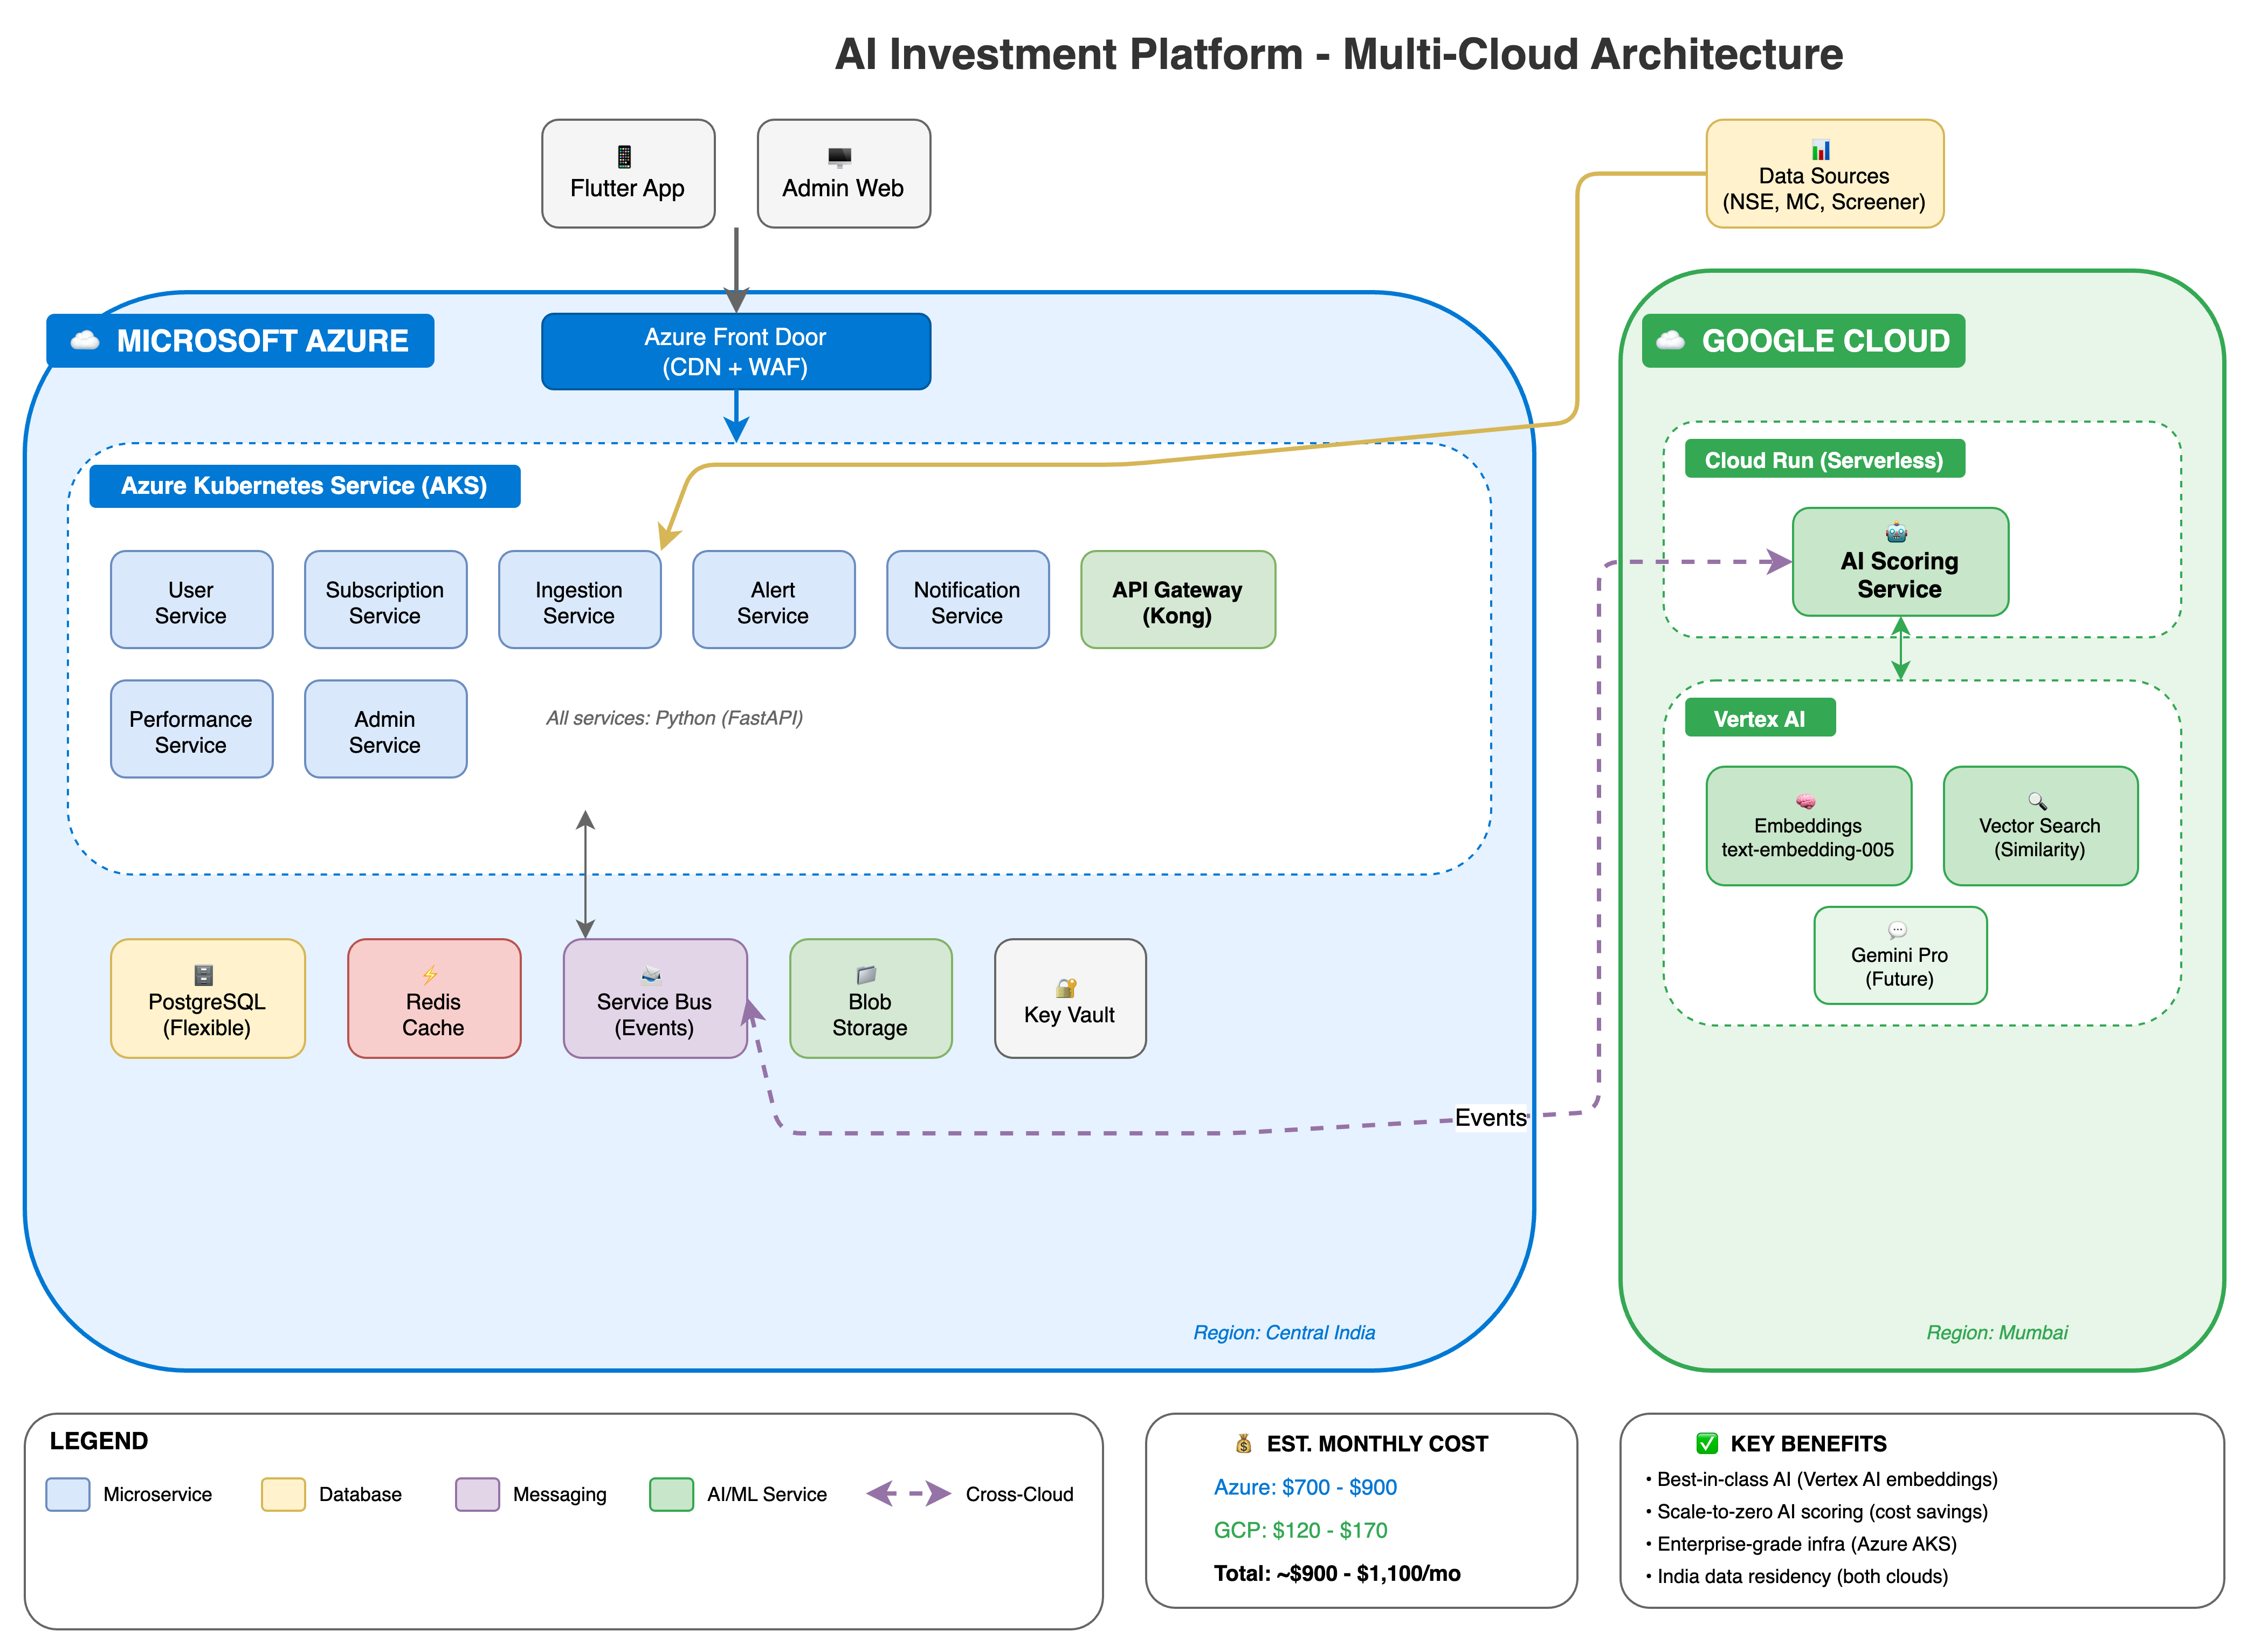 AI Investment Platform - Multi-Cloud Architecture
Flutter App
Admin Web
Data Sources
(NSE, MC, Screener)
MICROSOFT AZURE
Azure Front Door
(CDN + WAF)
Azure Kubernetes Service (AKS)
User
Service
Subscription
Service
Ingestion
Service
Alert
Service
Notification
Service
API Gateway
(Kong)
Performance
Service
Admin
Service
All services: Python (FastAPI)
PostgreSQL
(Flexible)
Redis
Cache
Service Bus
(Events)
Blob
Storage
Key Vault
Events
Region: Central India
GOOGLE CLOUD
Cloud Run (Serverless)
AI Scoring
Service
Vertex AI
Embeddings
text-embedding-005
Vector Search
(Similarity)
Gemini Pro
(Future)
Region: Mumbai
LEGEND
Microservice
Database
Messaging
AI/ML Service
Cross-Cloud
EST. MONTHLY COST
Azure: $700 - $900
GCP: $120 - $170
Total: ~$900 - $1,100/mo
KEY BENEFITS
• Best-in-class AI (Vertex AI embeddings)
• Scale-to-zero AI scoring (cost savings)
• Enterprise-grade infra (Azure AKS)
• India data residency (both clouds)